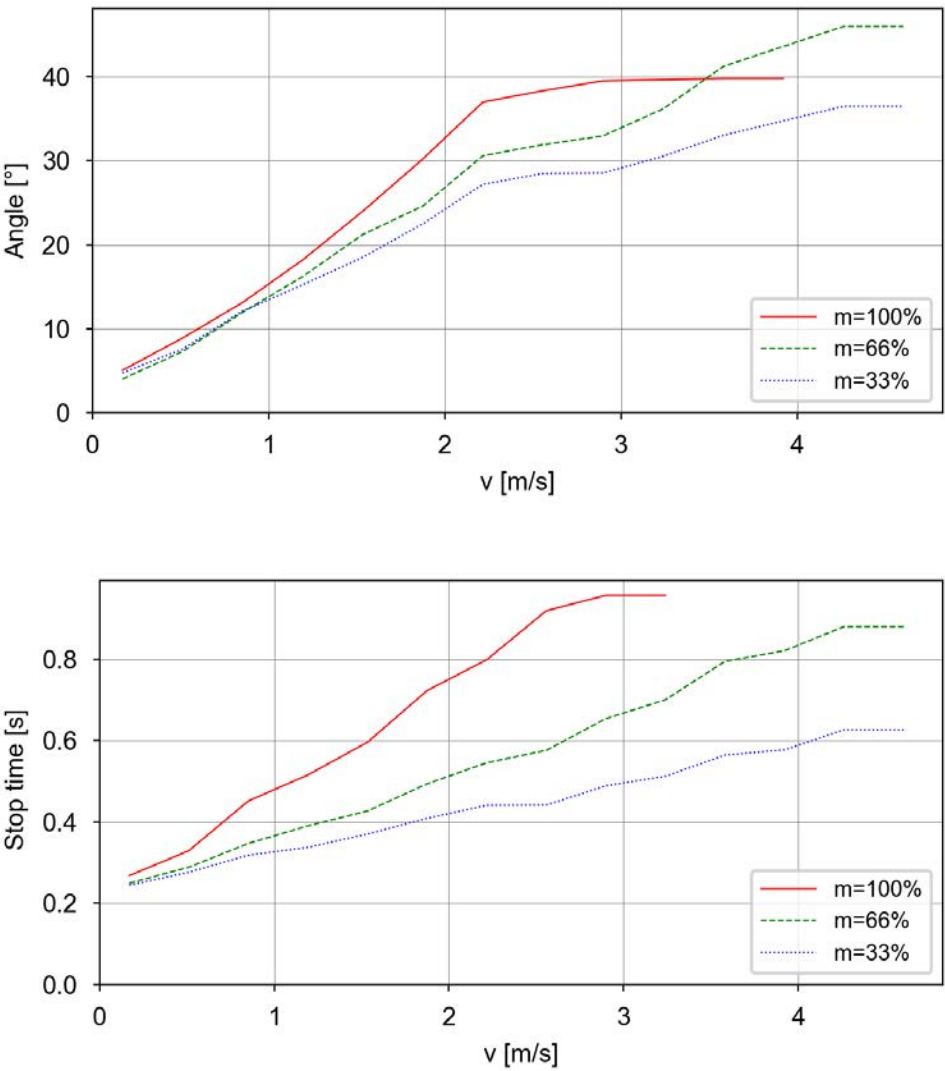 Angle [°]
40
30
20
10
0
0 1 2 3 4
v [m/s]
m=100%
m=66%
m=33%
Stop time [s]
0.8
0.6
0.4
0.2
0.0
0 1 2 3 4
v [m/s]
m=100%
m=66%
m=33%